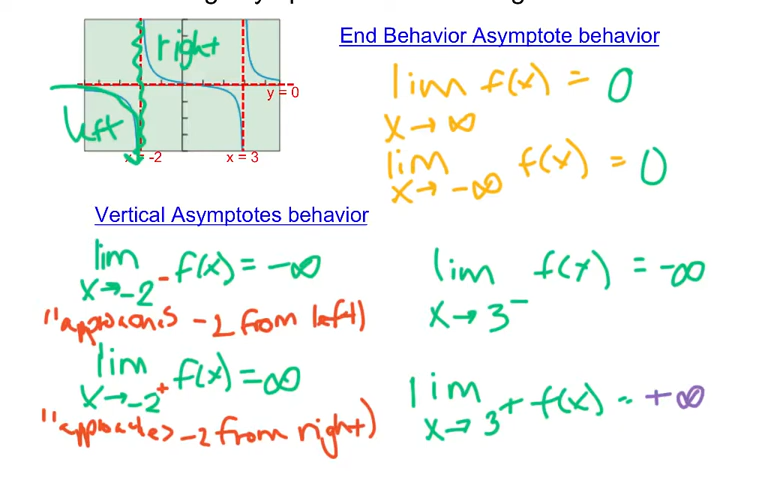 right
left
y = 0
x = -2
x = 3
End Behavior Asymptote behavior
lim f(x) = 0
x → ∞
lim f(x) = 0
x → -∞
Vertical Asymptotes behavior
lim f(x) = -∞
x → -2⁻
"approaches -2 from left)
lim f(x) = ∞
x → -2⁺
"approaches -2 from right)
lim f(x) = -∞
x → 3⁻
lim f(x) = +∞
x → 3⁺